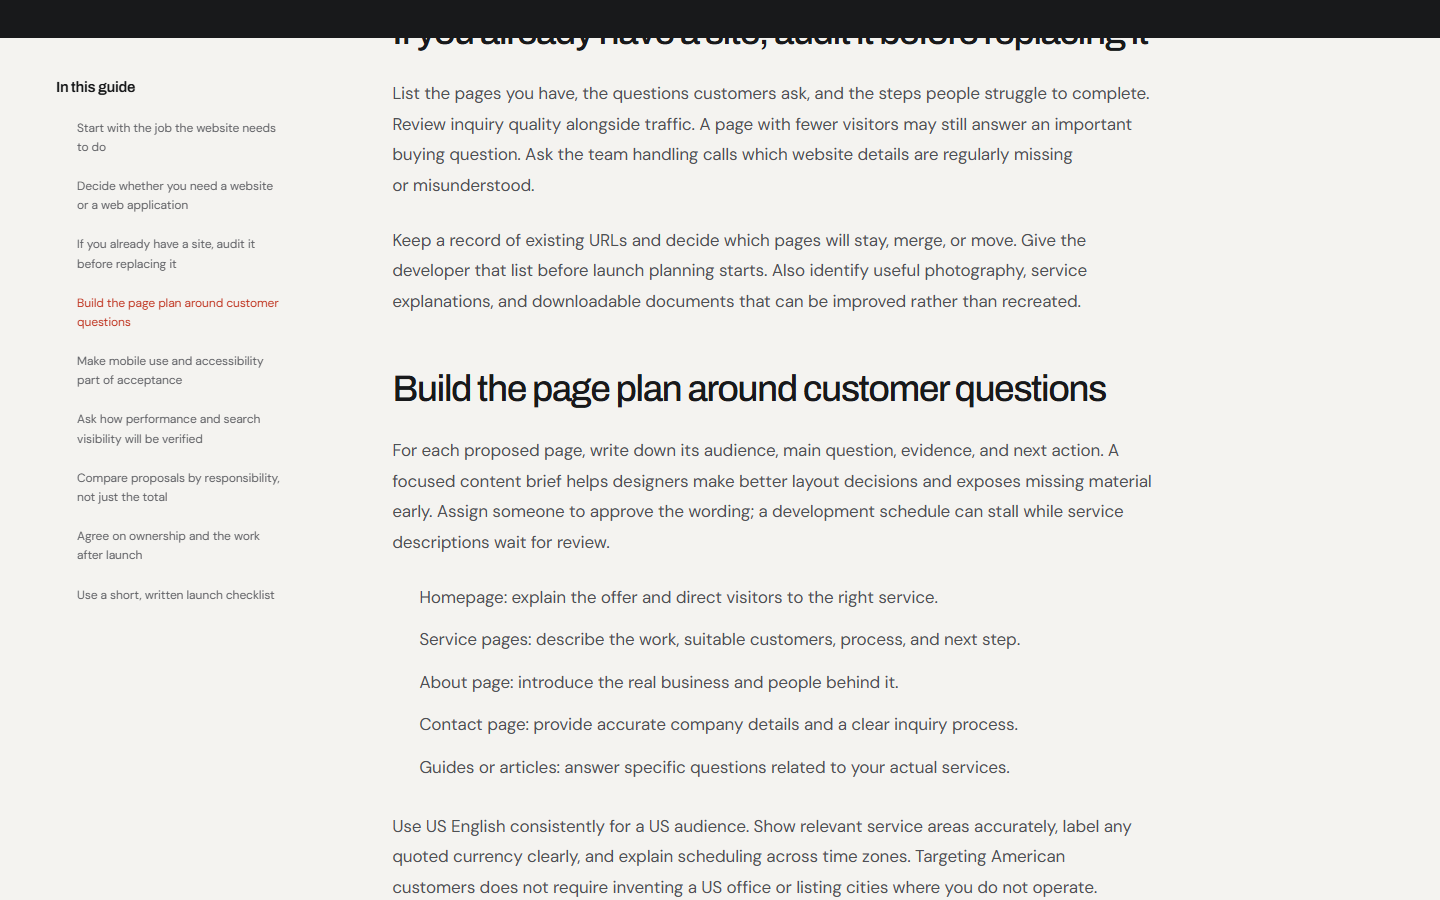 If you already have a site, audit it before replacing it
In this guide
Start with the job the website needs
to do
Decide whether you need a website
or a web application
If you already have a site, audit it
before replacing it
Build the page plan around customer
questions
Make mobile use and accessibility
part of acceptance
Ask how performance and search
visibility will be verified
Compare proposals by responsibility,
not just the total
Agree on ownership and the work
after launch
Use a short, written launch checklist
List the pages you have, the questions customers ask, and the steps people struggle to complete.
Review inquiry quality alongside traffic. A page with fewer visitors may still answer an important
buying question. Ask the team handling calls which website details are regularly missing
or misunderstood.
Keep a record of existing URLs and decide which pages will stay, merge, or move. Give the
developer that list before launch planning starts. Also identify useful photography, service
explanations, and downloadable documents that can be improved rather than recreated.
Build the page plan around customer questions
For each proposed page, write down its audience, main question, evidence, and next action. A
focused content brief helps designers make better layout decisions and exposes missing material
early. Assign someone to approve the wording; a development schedule can stall while service
descriptions wait for review.
Homepage: explain the offer and direct visitors to the right service.
Service pages: describe the work, suitable customers, process, and next step.
About page: introduce the real business and people behind it.
Contact page: provide accurate company details and a clear inquiry process.
Guides or articles: answer specific questions related to your actual services.
Use US English consistently for a US audience. Show relevant service areas accurately, label any
quoted currency clearly, and explain scheduling across time zones. Targeting American
customers does not require inventing a US office or listing cities where you do not operate.